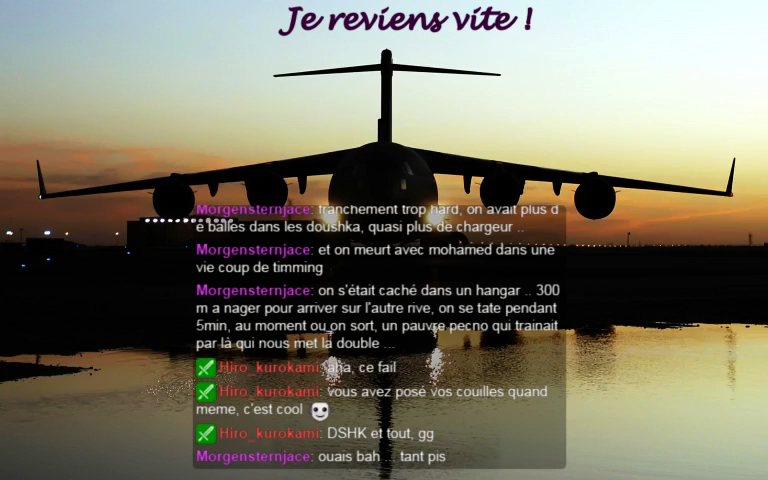 Je reviens vite !
Morgensternjace: franchement trop hard, on avait plus d
e balles dans les doushka, quasi plus de chargeur ..
Morgensternjace: et on meurt avec mohamed dans une
vie coup de timming
Morgensternjace: on s'était caché dans un hangar .. 300
m a nager pour arriver sur l'autre rive, on se tate pendant
5min, au moment ou on sort, un pauvre pecno qui trainait
par là qui nous met la double ...
Hiro_kurokami: aha, ce fail
Hiro_kurokami: vous avez posé vos couilles quand
meme, c'est cool
Hiro_kurokami: DSHK et tout, gg
Morgensternjace: ouais bah ... tant pis